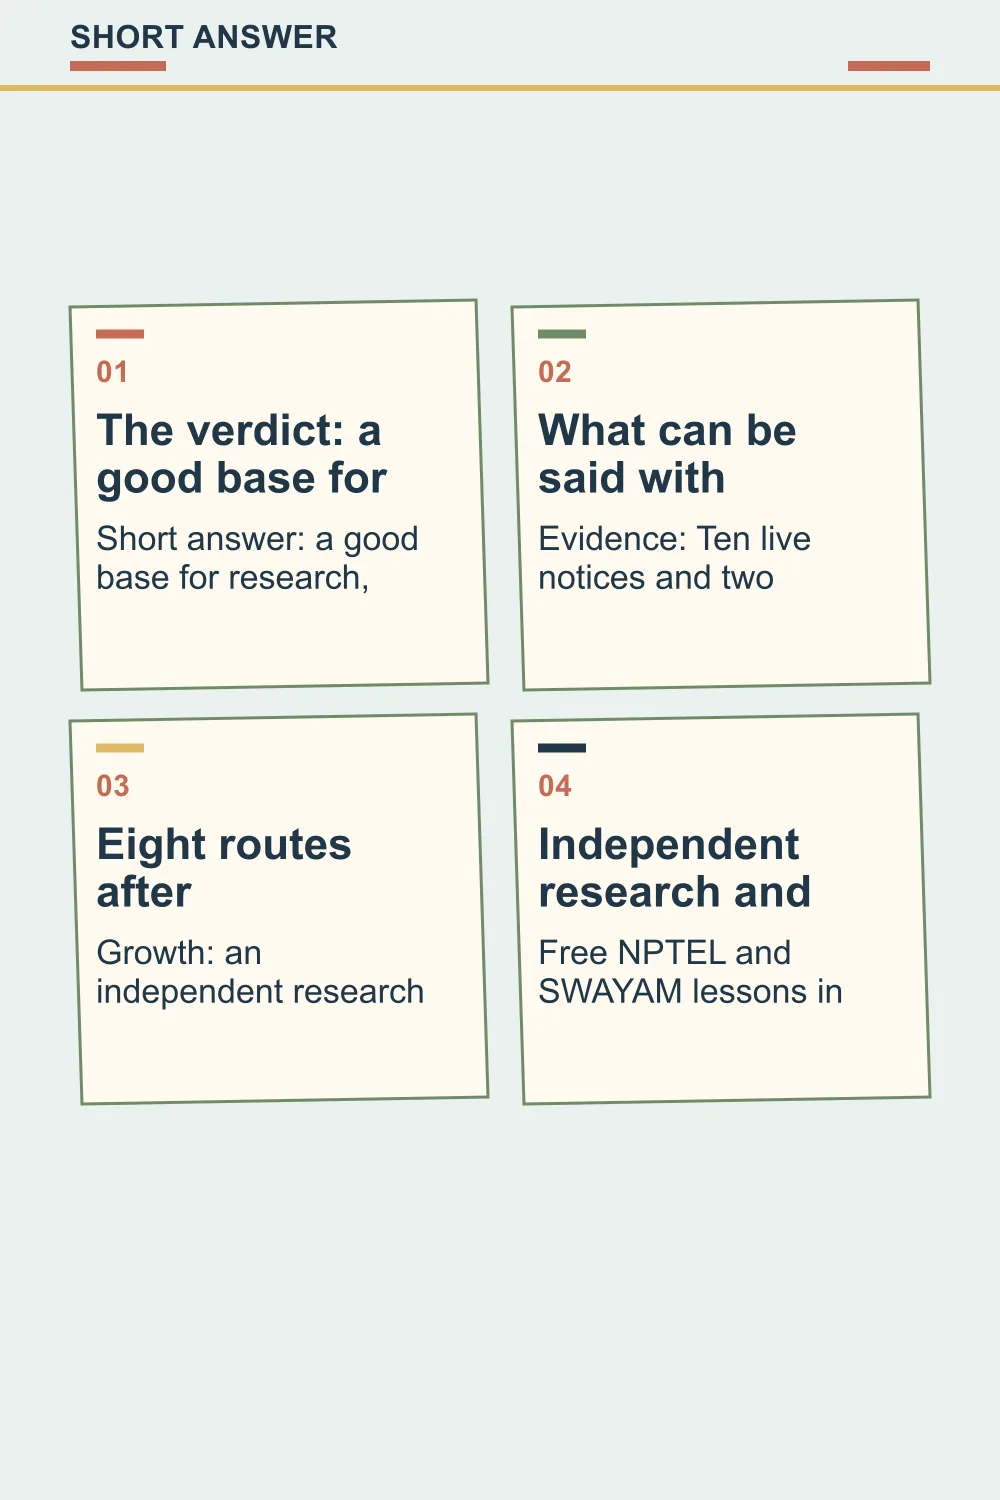 SHORT ANSWER
01
The verdict: a
good base for
Short answer: a good
base for research,
02
What can be
said with
Evidence: Ten live
notices and two
03
Eight routes
after
Growth: an
independent research
04
Independent
research and
Free NPTEL and
SWAYAM lessons in